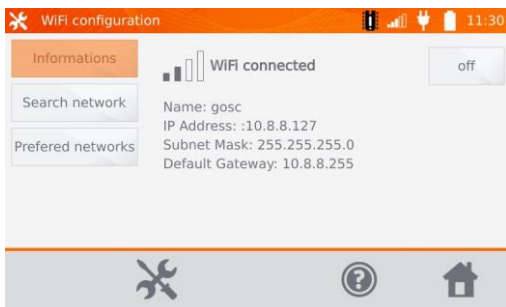 WiFi configuration
11:30
Informations
WiFi connected
off
Search network
Name: gosc
Prefered networks
IP Address: :10.8.8.127
Subnet Mask: 255.255.255.0
Default Gateway: 10.8.8.255
?